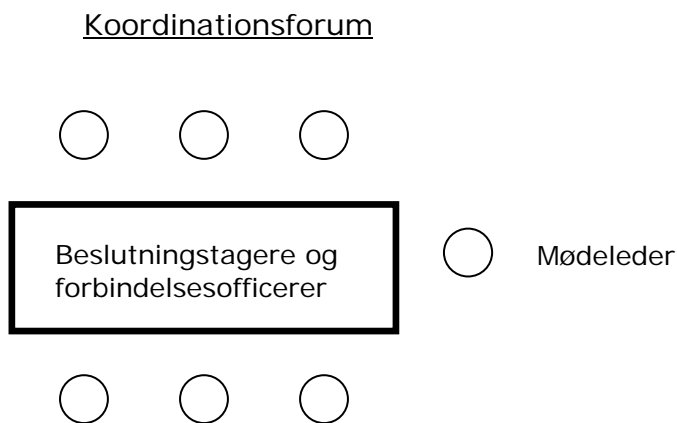 Koordinationsforum
Beslutningstagere og
forbindelsesofficerer
Mødeleder